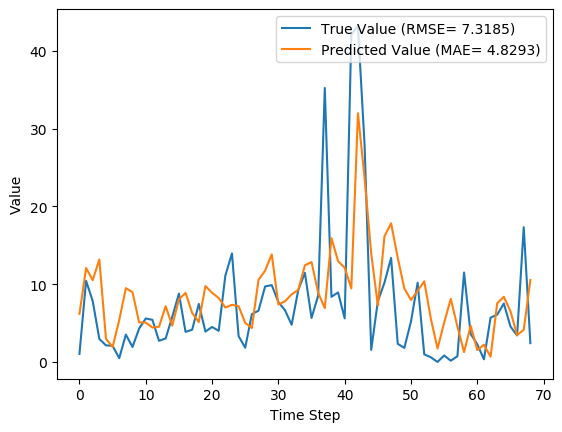 True Value (RMSE= 7.3185)
Predicted Value (MAE= 4.8293)
40
30
20
10
0
Value
0 10 20 30 40 50 60 70
Time Step